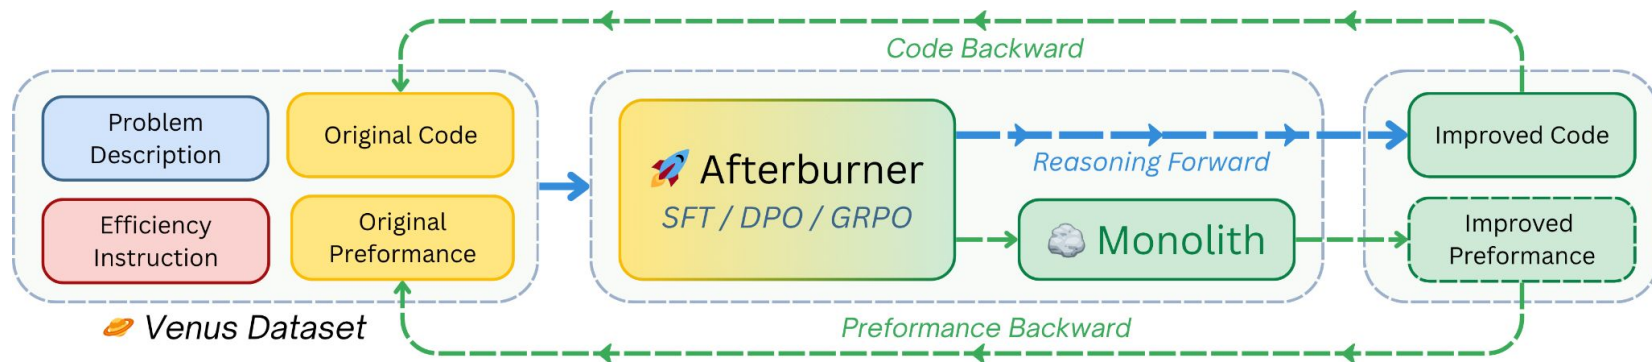 Code Backward
Problem
Description
Original Code
Efficiency
Instruction
Original
Preformance
Venus Dataset
Afterburner
SFT / DPO / GRPO
Reasoning Forward
Monolith
Improved Code
Improved
Preformance
Preformance Backward